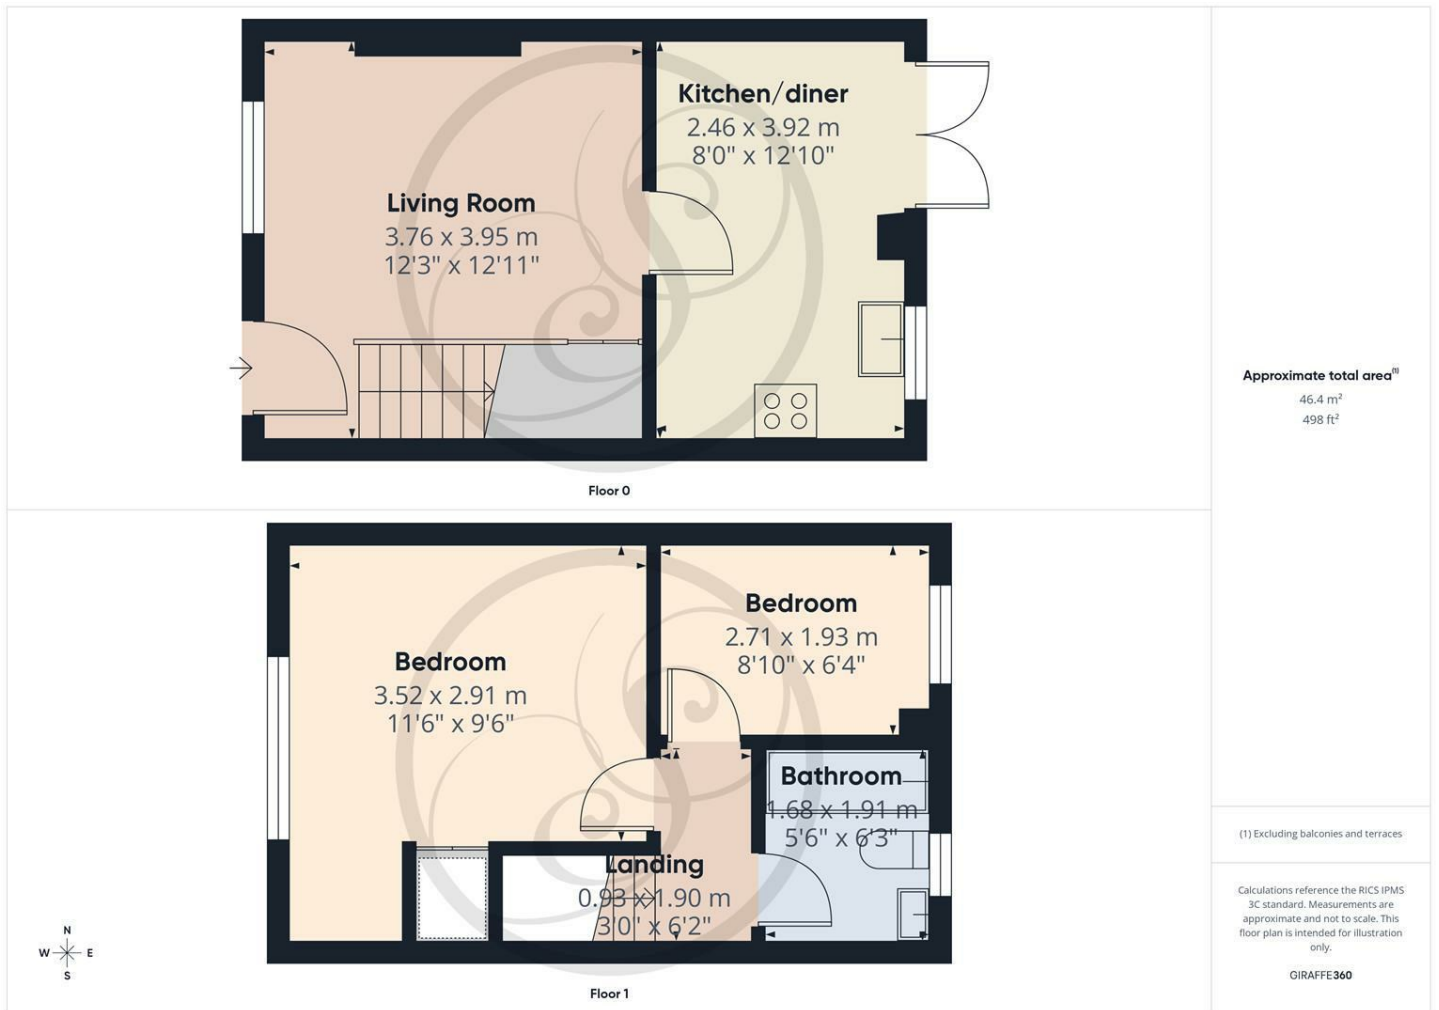 Living Room
3.76 x 3.95 m
12'3" x 12'11"
Kitchen/diner
2.46 x 3.92 m
8'0" x 12'10"
Floor 0
Bedroom
3.52 x 2.91 m
11'6" x 9'6"
Bedroom
2.71 x 1.93 m
8'10" x 6'4"
Bathroom
1.68 x 1.91 m
5'6" x 6'3"
Landing
0.93 x 1.90 m
3'0" x 6'2"
Floor 1
N
W E
S
Approximate total area(1)
46.4 m²
498 ft²
(1) Excluding balconies and terraces
Calculations reference the RICS IPMS
3C standard. Measurements are
approximate and not to scale. This
floor plan is intended for illustration
only.
GIRAFFE360